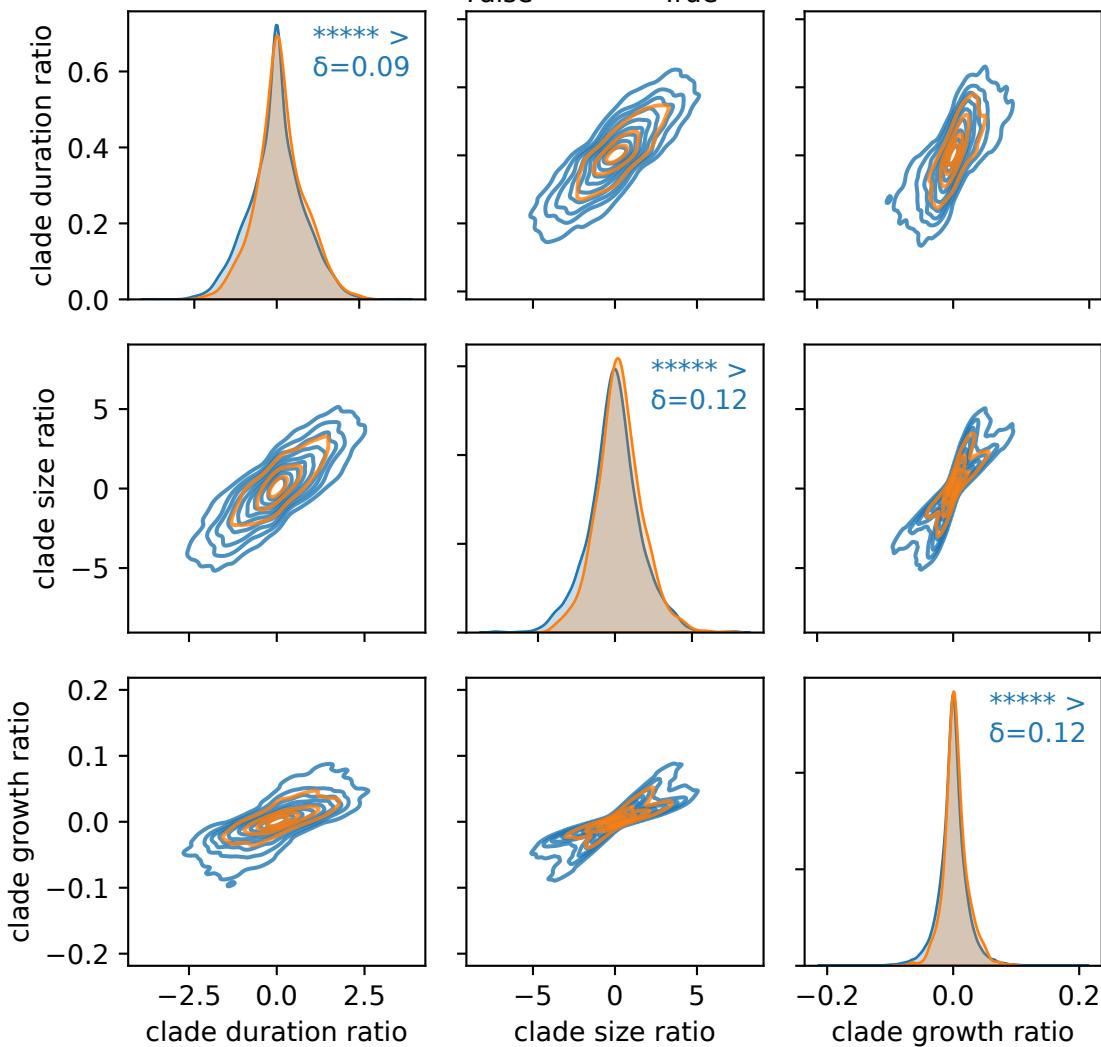 clade duration ratio
0.6
0.4
0.2
0.0
***** >
δ=0.09
clade size ratio
5
0
−5
***** >
δ=0.12
clade growth ratio
0.2
0.1
0.0
−0.1
−0.2
***** >
δ=0.12
−2.5 0.0 2.5
−5 0 5
−0.2 0.0 0.2
clade duration ratio
clade size ratio
clade growth ratio